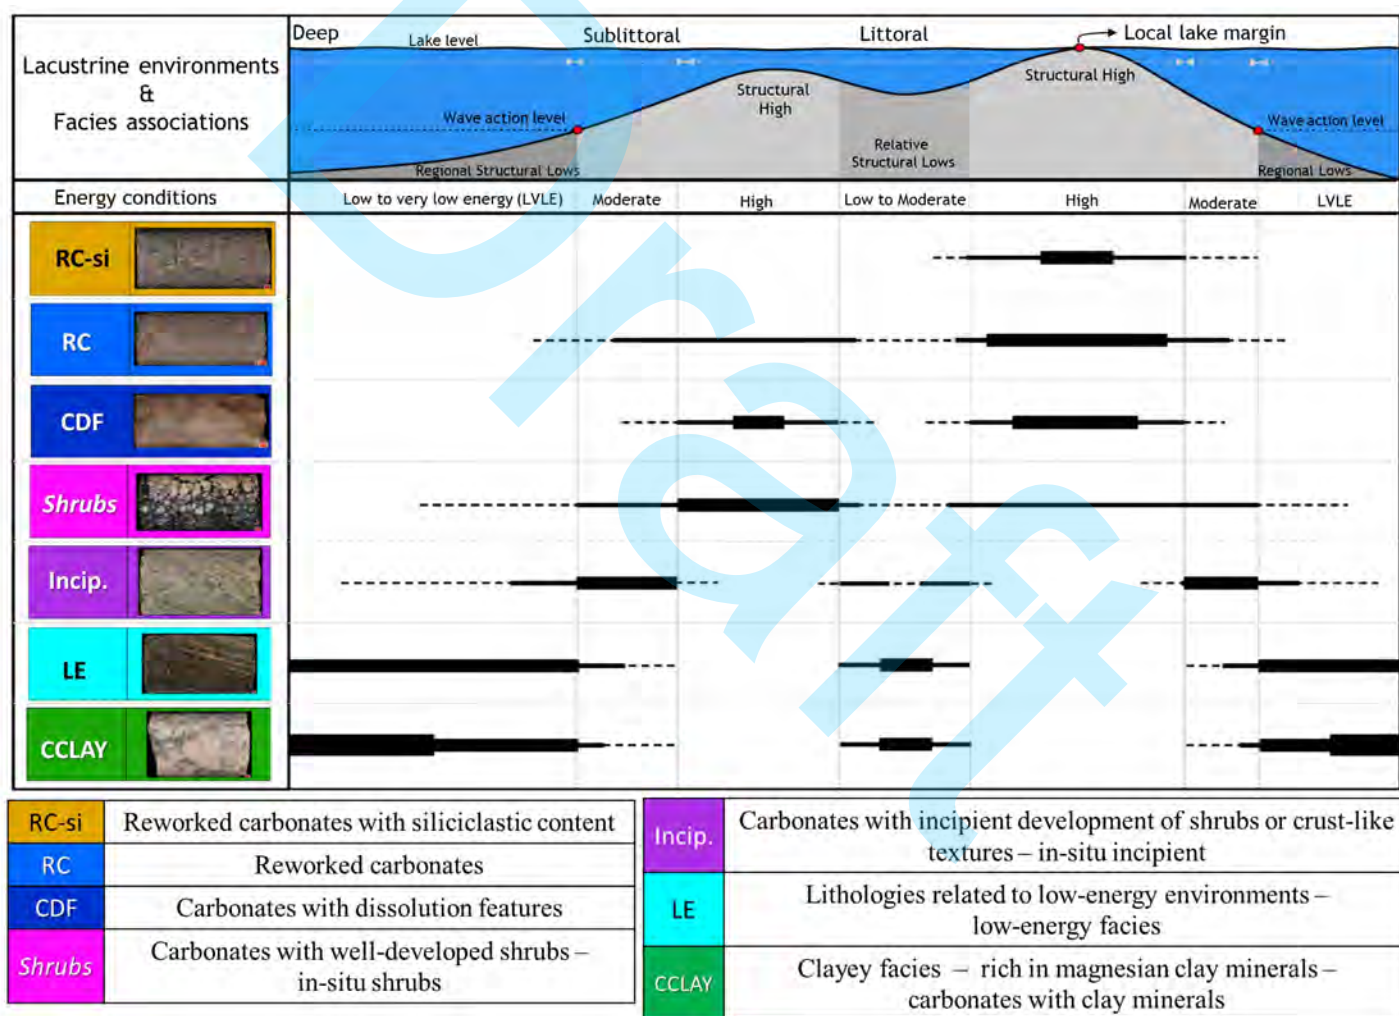 Lacustrine environments
&
Facies associations
Deep
Lake level
Sublittoral
Littoral
Local lake margin
Structural
High
Structural High
Wave action level
Wave action level
Relative
Structural Lows
Regional Structural Lows
Regional Lows
Energy conditions
Low to very low energy (LVLE)
Moderate
High
Low to Moderate
High
Moderate
LVLE
RC-si
RC
CDF
Shrubs
Incip.
LE
CCLAY
RC-si
Reworked carbonates with siliciclastic content
RC
Reworked carbonates
CDF
Carbonates with dissolution features
Shrubs
Carbonates with well-developed shrubs –
in-situ shrubs
Incip.
Carbonates with incipient development of shrubs or crust-like
textures – in-situ incipient
LE
Lithologies related to low-energy environments –
low-energy facies
CCLAY
Clayey facies – rich in magnesian clay minerals –
carbonates with clay minerals
Draft